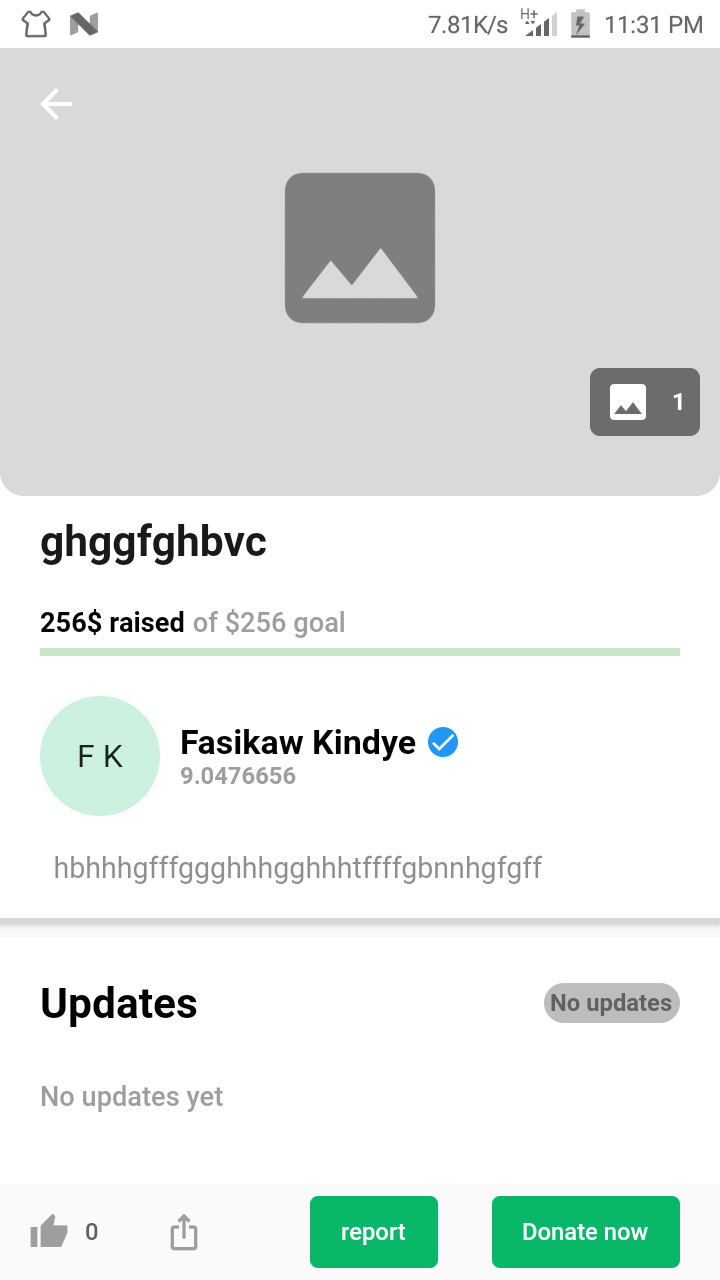 7.81K/s H+ 11:31 PM
1
ghggfghbvc
256$ raised of $256 goal
F K
Fasikaw Kindye
9.0476656
hbhhhgfffggghhhgghhhtffffgbnnhgfgff
Updates No updates
No updates yet
0 report Donate now